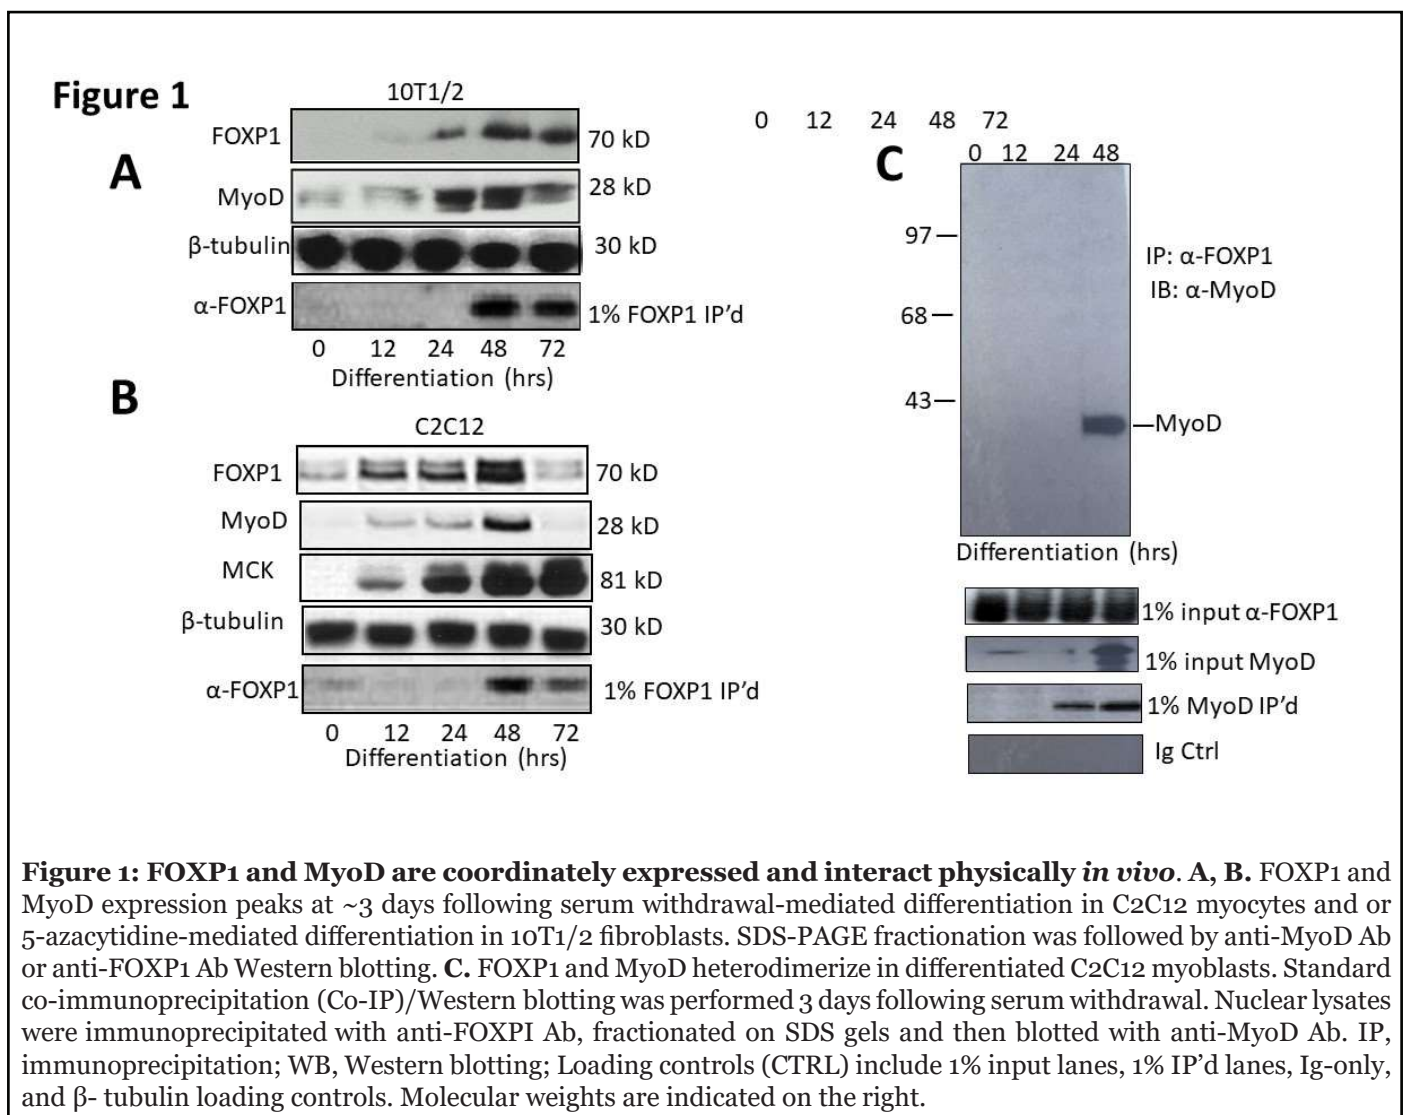 Figure 1
10T1/2
FOXP1
70 kD
A
MyoD
28 kD
β-tubulin
30 kD
α-FOXP1
1% FOXP1 IP’d
0 12 24 48 72
Differentiation (hrs)
B
C2C12
FOXP1
70 kD
MyoD
28 kD
MCK
81 kD
β-tubulin
30 kD
α-FOXP1
1% FOXP1 IP’d
0 12 24 48 72
Differentiation (hrs)
0 12 24 48 72
C
0 12 24 48
97
68
43
IP: α-FOXP1
IB: α-MyoD
MyoD
Differentiation (hrs)
1% input α-FOXP1
1% input MyoD
1% MyoD IP’d
Ig Ctrl
Figure 1: FOXP1 and MyoD are coordinately expressed and interact physically in vivo. A, B. FOXP1 and
MyoD expression peaks at ~3 days following serum withdrawal-mediated differentiation in C2C12 myocytes and or
5-azacytidine-mediated differentiation in 10T1/2 fibroblasts. SDS-PAGE fractionation was followed by anti-MyoD Ab
or anti-FOXP1 Ab Western blotting. C. FOXP1 and MyoD heterodimerize in differentiated C2C12 myoblasts. Standard
co-immunoprecipitation (Co-IP)/Western blotting was performed 3 days following serum withdrawal. Nuclear lysates
were immunoprecipitated with anti-FOXPI Ab, fractionated on SDS gels and then blotted with anti-MyoD Ab. IP,
immunoprecipitation; WB, Western blotting; Loading controls (CTRL) include 1% input lanes, 1% IP’d lanes, Ig-only,
and β- tubulin loading controls. Molecular weights are indicated on the right.